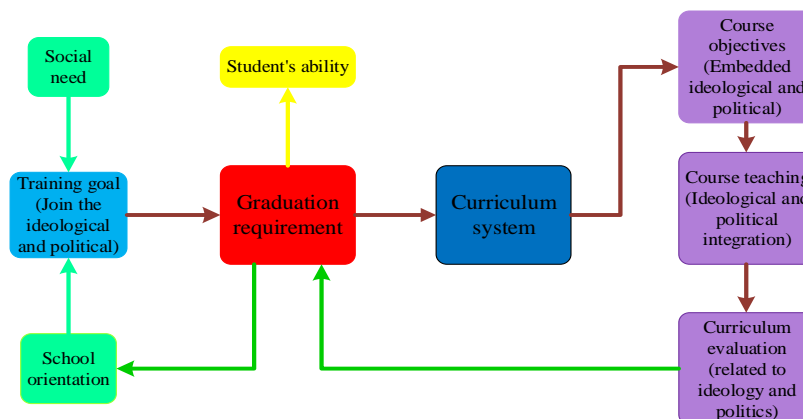 Social
need
Student's ability
Course
objectives
(Embedded
ideological and
political)
Training goal
(Join the
ideological
and political)
Graduation
requirement
Curriculum
system
Course teaching
(Ideological and
political
integration)
School
orientation
Curriculum
evaluation
(related to
ideology and
politics)